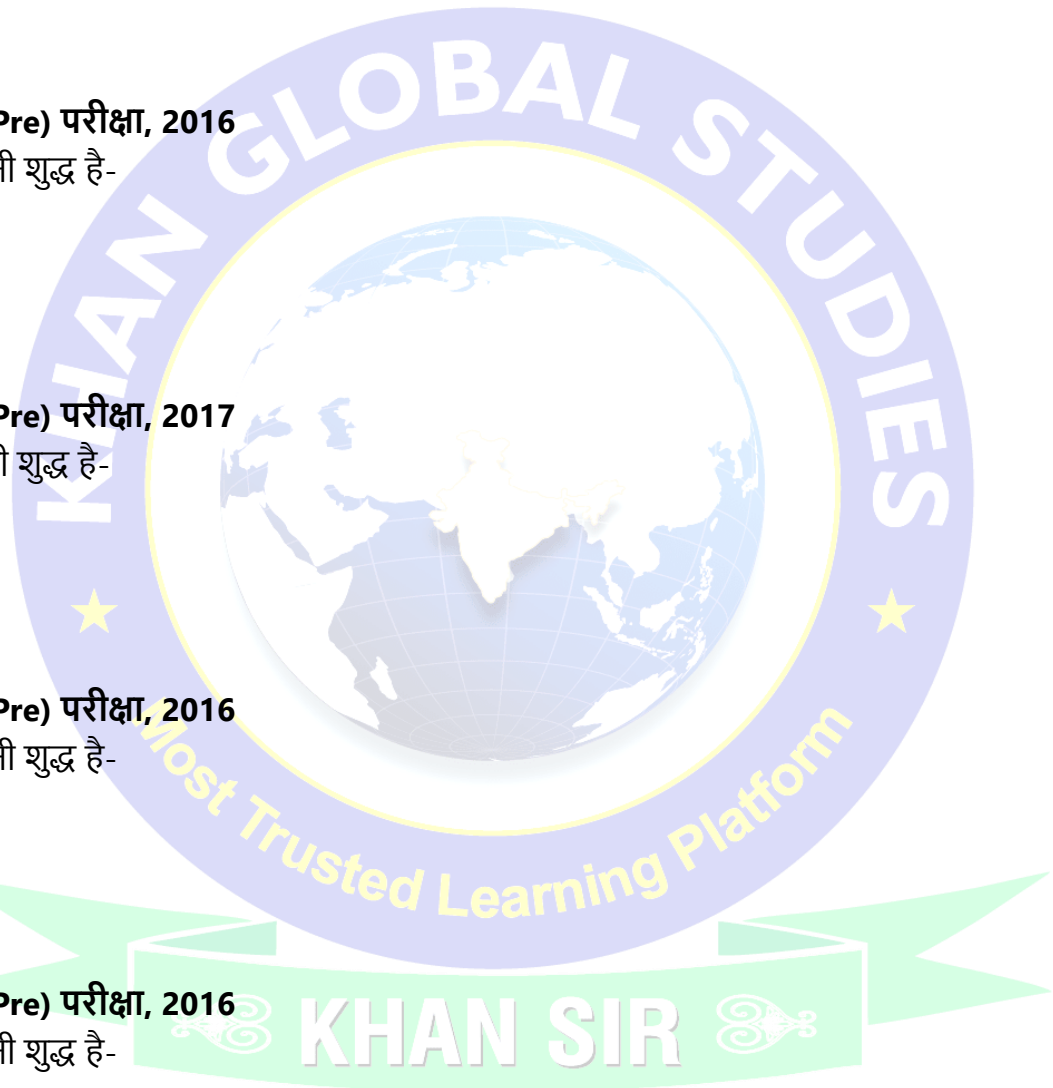 Pre) परीक्षा, 2016
शुद्ध है-
Pre) परीक्षा, 2017
शुद्ध है-
Pre) परीक्षा, 2016
शुद्ध है-
Pre) परीक्षा, 2016
शुद्ध है-
KHAN GLOBAL STUDIES
Most Trusted Learning Platform
KHAN SIR